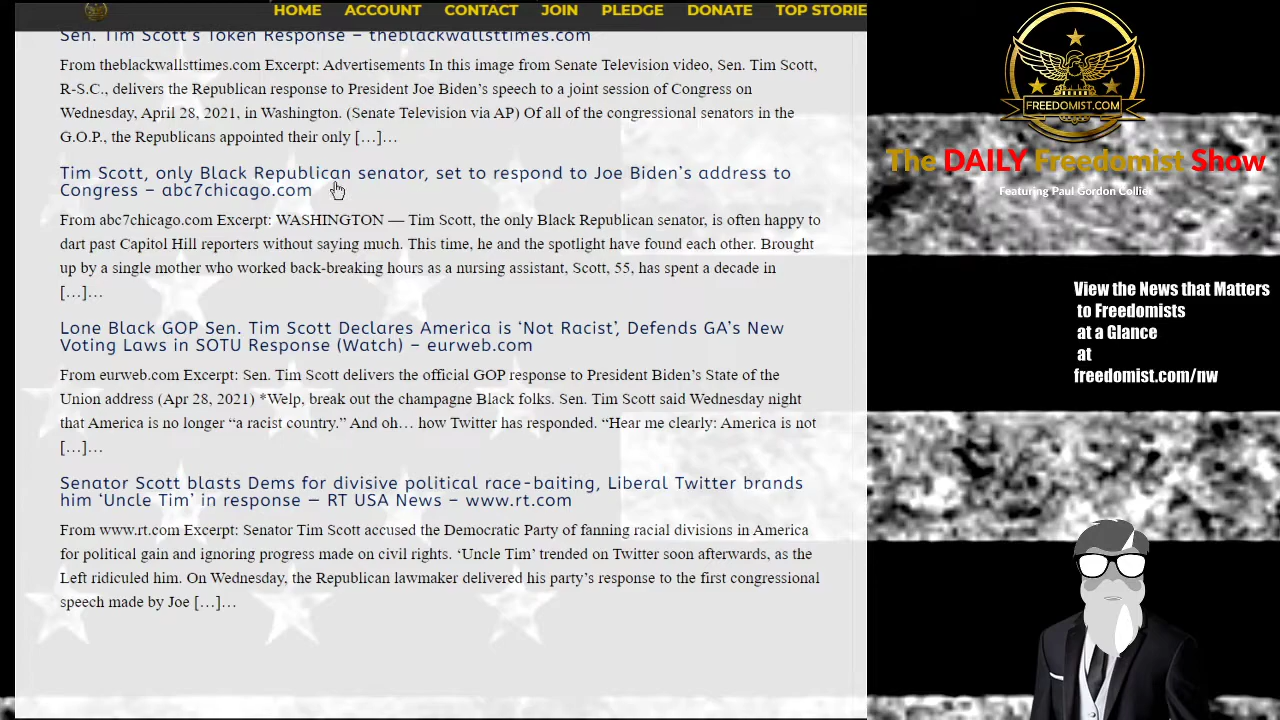 HOME ACCOUNT CONTACT JOIN PLEDGE DONATE TOP STORIE
Sen. Tim Scott's Token Response – theblackwallsttimes.com
From theblackwallsttimes.com Excerpt: Advertisements In this image from Senate Television video, Sen. Tim Scott,
R-S.C., delivers the Republican response to President Joe Biden's speech to a joint session of Congress on
Wednesday, April 28, 2021, in Washington. (Senate Television via AP) Of all of the congressional senators in the
G.O.P., the Republicans appointed their only […]…
Tim Scott, only Black Republican senator, set to respond to Joe Biden's address to
Congress – abc7chicago.com
From abc7chicago.com Excerpt: WASHINGTON — Tim Scott, the only Black Republican senator, is often happy to
dart past Capitol Hill reporters without saying much. This time, he and the spotlight have found each other. Brought
up by a single mother who worked back-breaking hours as a nursing assistant, Scott, 55, has spent a decade in
[…]…
Lone Black GOP Sen. Tim Scott Declares America is 'Not Racist', Defends GA's New
Voting Laws in SOTU Response (Watch) – eurweb.com
From eurweb.com Excerpt: Sen. Tim Scott delivers the official GOP response to President Biden's State of the
Union address (Apr 28, 2021) *Welp, break out the champagne Black folks. Sen. Tim Scott said Wednesday night
that America is no longer “a racist country.” And oh… how Twitter has responded. “Hear me clearly: America is not
[…]…
Senator Scott blasts Dems for divisive political race-baiting, Liberal Twitter brands
him 'Uncle Tim' in response — RT USA News – www.rt.com
From www.rt.com Excerpt: Senator Tim Scott accused the Democratic Party of fanning racial divisions in America
for political gain and ignoring progress made on civil rights. 'Uncle Tim' trended on Twitter soon afterwards, as the
Left ridiculed him. On Wednesday, the Republican lawmaker delivered his party's response to the first congressional
speech made by Joe […]…
FREEDOMIST.COM
The DAILY Freedomist Show
Featuring Paul Gordon Collier
View the News that Matters
to Freedomists
at a Glance
at
freedomist.com/nw